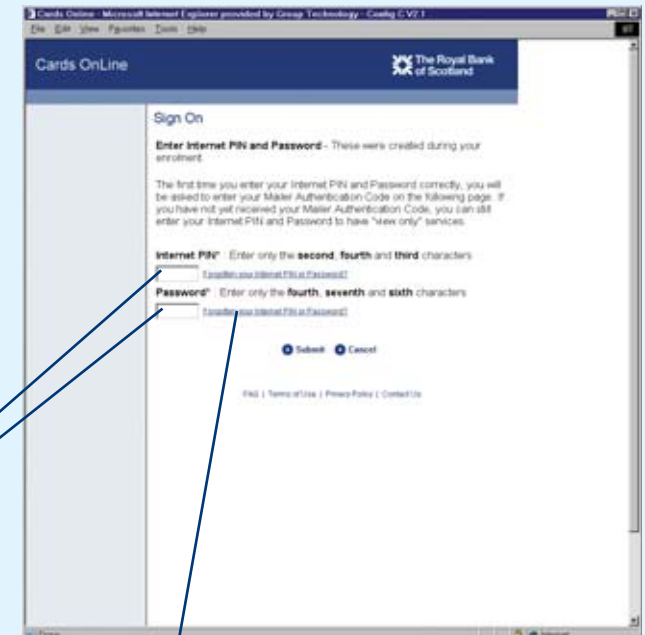 Cards Online - Microsoft Internet Explorer provided by Group Technology - Config C V2.1
File Edit View Favorites Tools Help
Cards OnLine
The Royal Bank
of Scotland
Sign On
Enter Internet PIN and Password - These were created during your
enrolment
The first time you enter your Internet PIN and Password correctly, you will
be asked to enter your Mailer Authentication Code on the following page. If
you have not yet received your Mailer Authentication Code, you can still
enter your Internet PIN and Password to have "view only" services.
Internet PIN* : Enter only the second, fourth and third characters
Forgotten your Internet PIN or Password?
Password* : Enter only the fourth, seventh and sixth characters
Forgotten your Internet PIN or Password?
Submit Cancel
FAQ | Terms of Use | Privacy Policy | Contact Us
Done
Internet